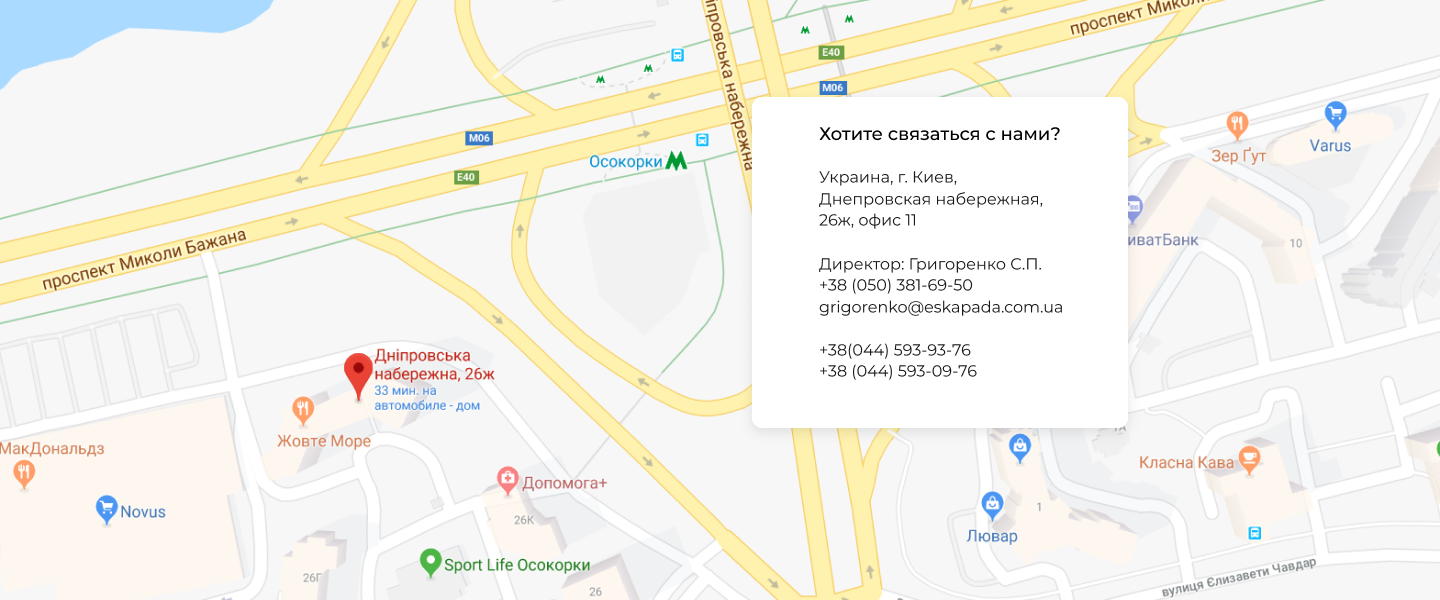 проспект Миколи
E40
M06
Дніпровська набережна
M06
Осокорки
E40
проспект Миколи Бажана
Зер Ґут
Varus
10
Хотите связаться с нами?
Украина, г. Киев,
Днепровская набережная,
26ж, офис 11
Директор: Григоренко С.П.
+38 (050) 381-69-50
grigorenko@eskapada.com.ua
+38(044) 593-93-76
+38 (044) 593-09-76
иватБанк
Дніпровська
набережна, 26ж
33 мин. на
автомобиле - дом
Жовте Море
МакДональдз
Novus
Допомога+
26К
Sport Life Осокорки
26Г
26
1А
Класна Кава
1
Лювар
вулиця Єлизавети Чавдар